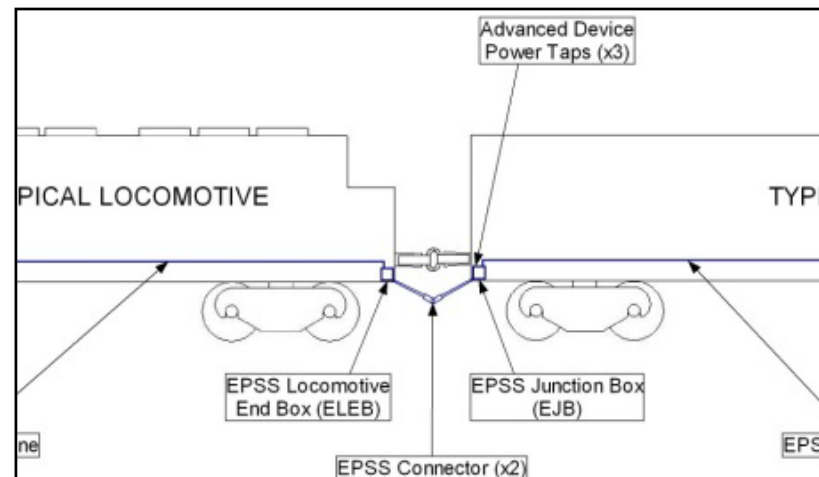 Advanced Device
Power Taps (x3)
PICAL LOCOMOTIVE
TYPI
EPSS Locomotive
End Box (ELEB)
EPSS Junction Box
(EJB)
ne
EPS
EPSS Connector (x2)